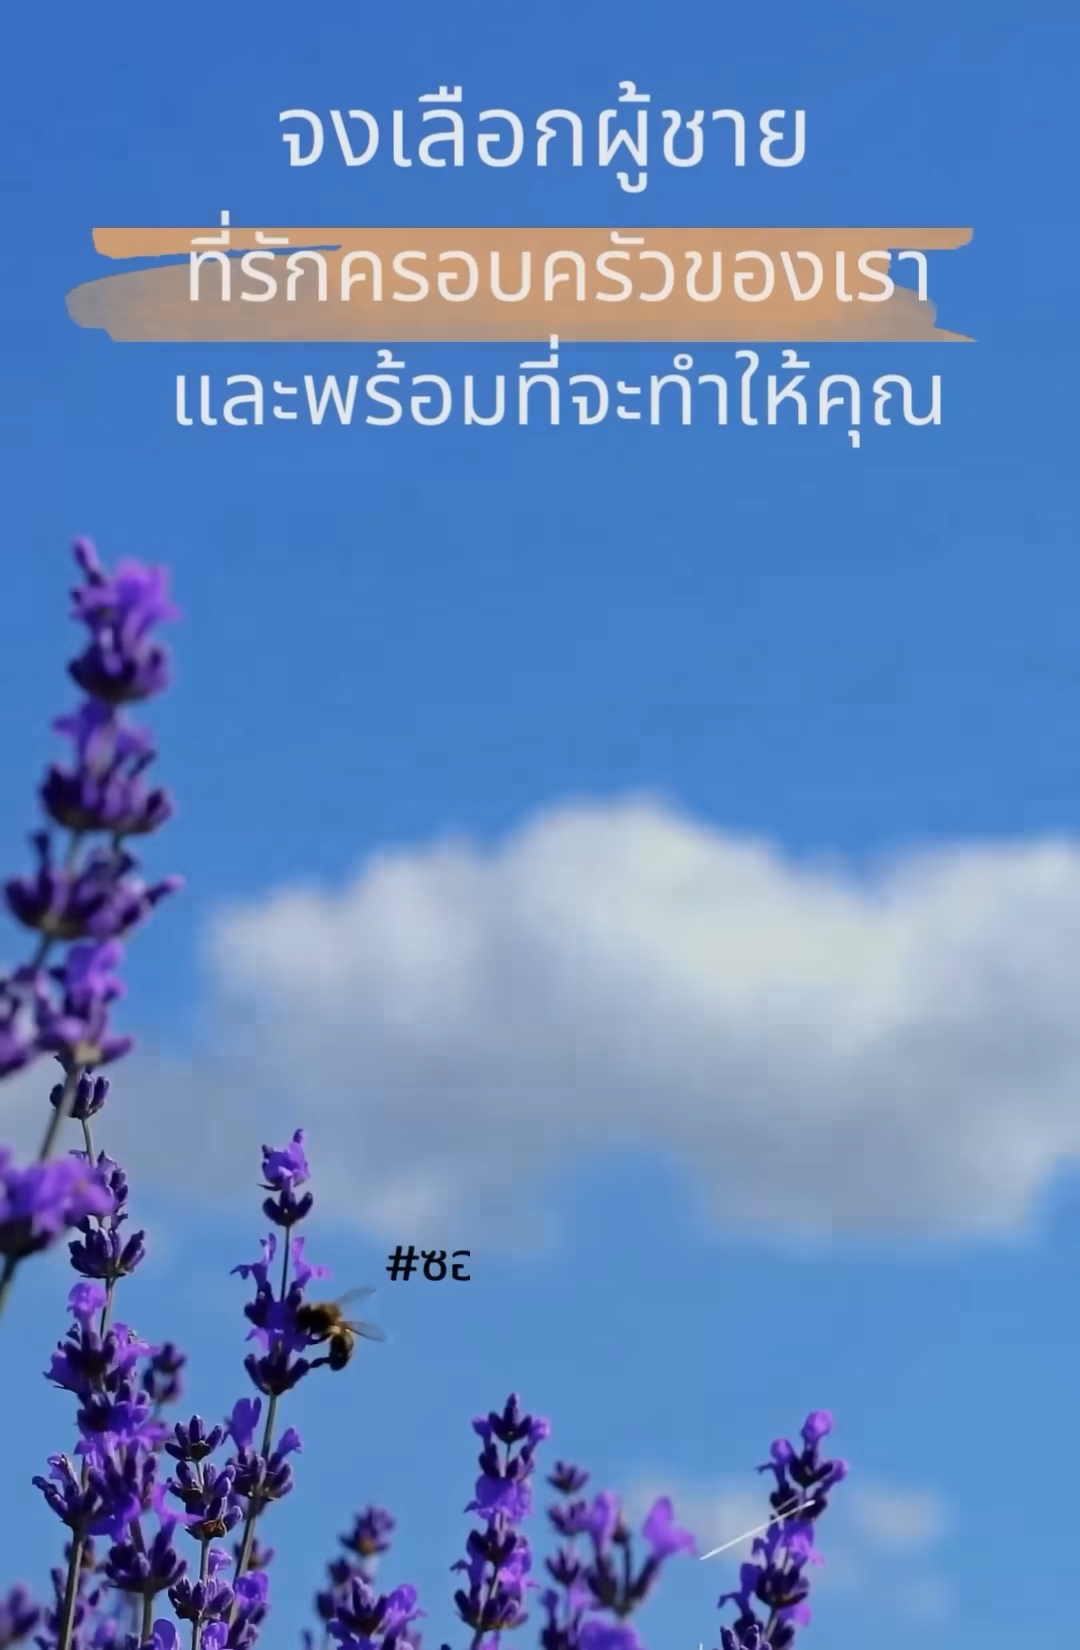 จงเลือกผู้ชาย
ที่รักครอบครัวของเรา
และพร้อมที่จะทำให้คุณ